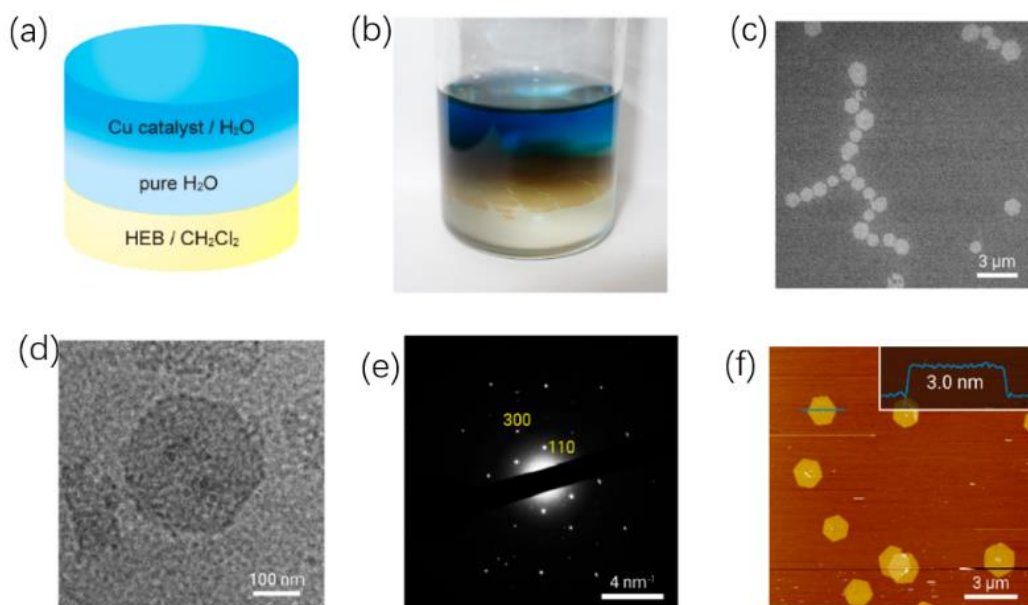 (a)
Cu catalyst / H₂O
pure H₂O
HEB / CH₂Cl₂
(b)
(c)
3 μm
(d)
100 nm
(e)
300
110
4 nm⁻¹
(f)
3.0 nm
3 μm